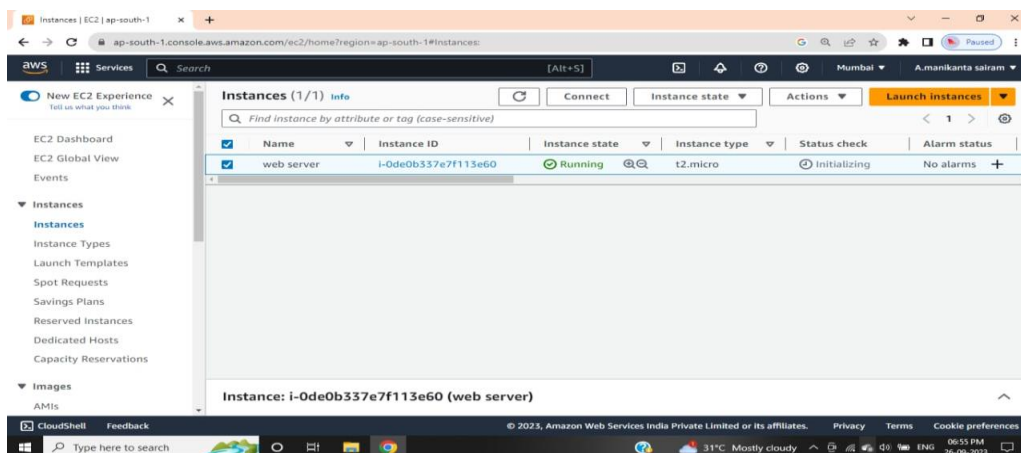 Instances | EC2 | ap-south-1
ap-south-1.console.aws.amazon.com/ec2/home?region=ap-south-1#Instances:
Paused
aws Services Search [Alt+S] Mumbai A.manikanta sairam
New EC2 Experience
Tell us what you think
EC2 Dashboard
EC2 Global View
Events
Instances
Instances
Instance Types
Launch Templates
Spot Requests
Savings Plans
Reserved Instances
Dedicated Hosts
Capacity Reservations
Images
AMIs
Instances (1/1) Info Connect Instance state Actions Launch instances
Find instance by attribute or tag (case-sensitive) 1
Name Instance ID Instance state Instance type Status check Alarm status
web server i-0de0b337e7f113e60 Running t2.micro Initializing No alarms
Instance: i-0de0b337e7f113e60 (web server)
CloudShell Feedback © 2023, Amazon Web Services India Private Limited or its affiliates. Privacy Terms Cookie preferences
Type here to search 31°C Mostly cloudy ENG 06:55 PM
26-09-2023